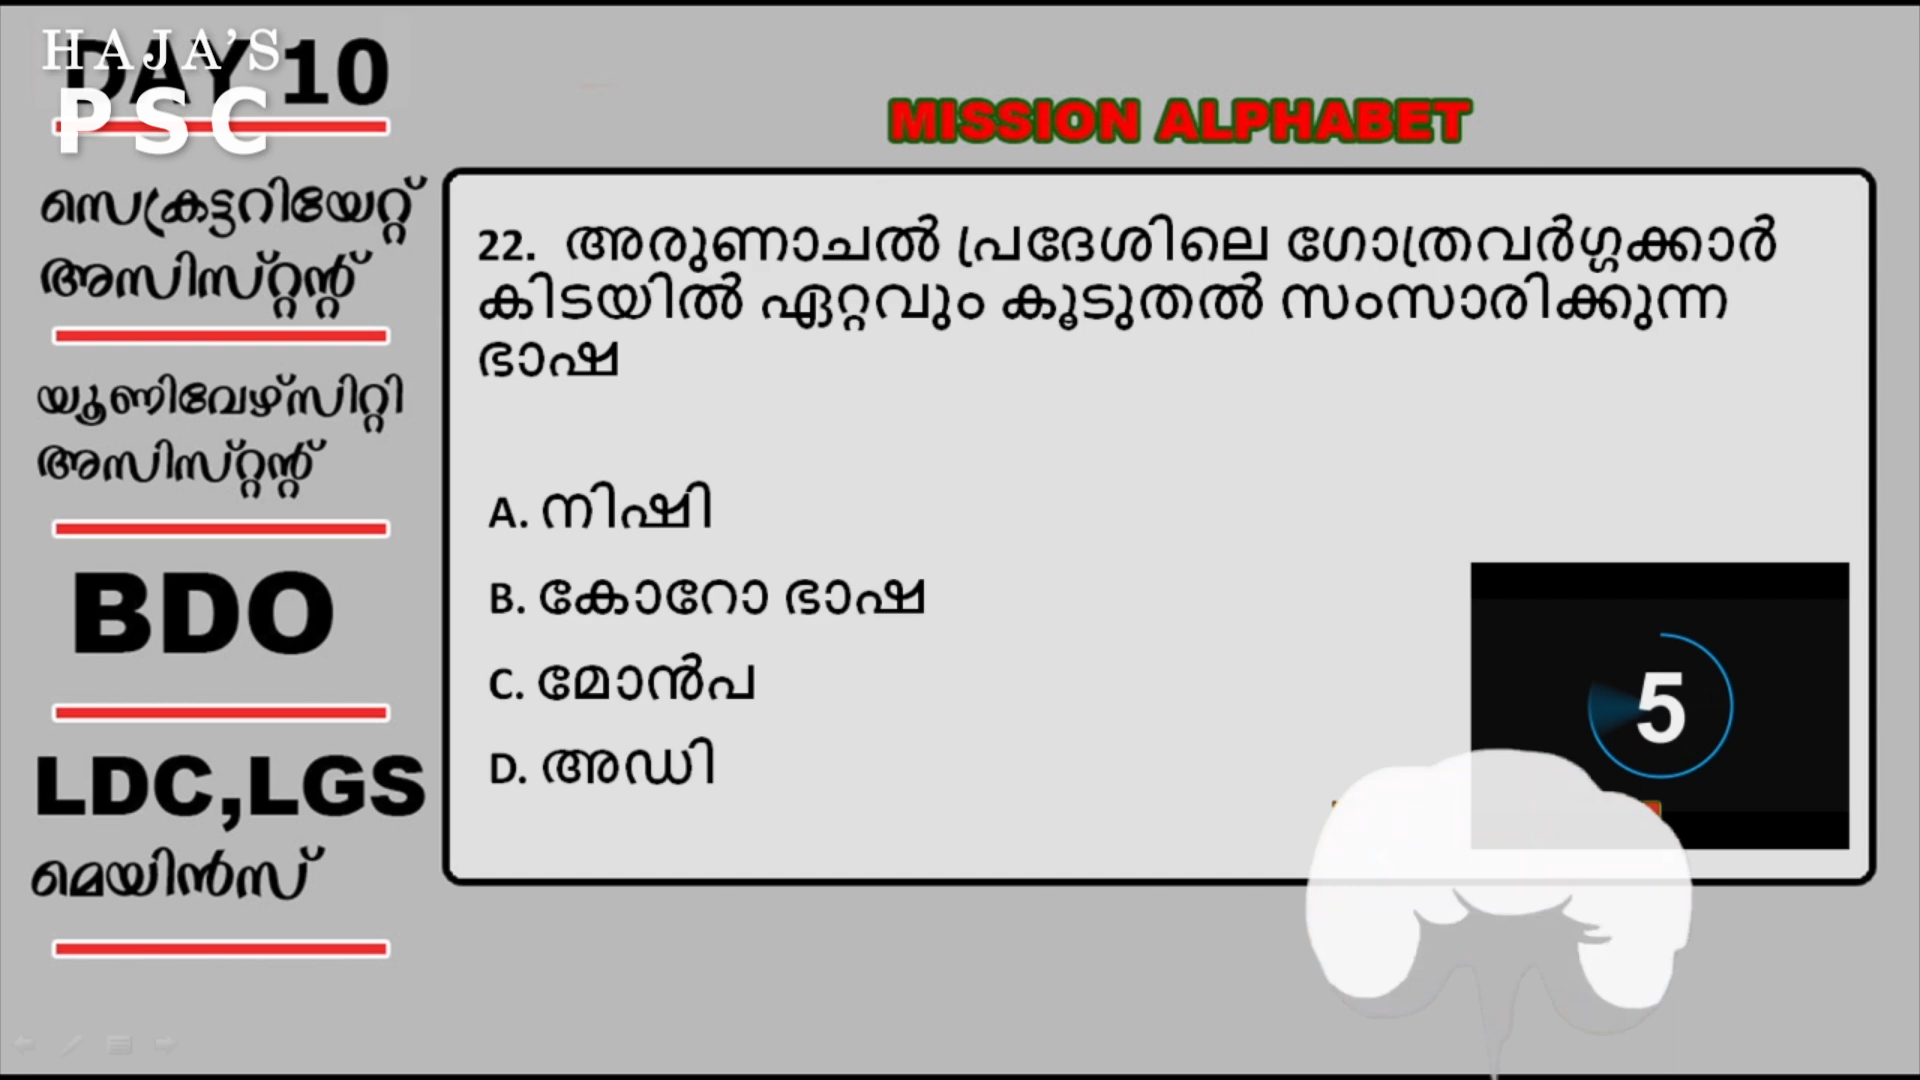 HAJA'S
PSC
DAY 10
MISSION ALPHABET
സെക്രട്ടറിയേറ്റ്
അസിസ്റ്റന്റ്
യൂണിവേഴ്സിറ്റി
അസിസ്റ്റന്റ്
BDO
LDC,LGS
മെയിൻസ്
22. അരുണാചൽ പ്രദേശിലെ ഗോത്രവർഗ്ഗക്കാർ
കിടയിൽ ഏറ്റവും കൂടുതൽ സംസാരിക്കുന്ന
ഭാഷ
A. നിഷി
B. കോറോ ഭാഷ
C. മോൻപ
D. അഡി
5